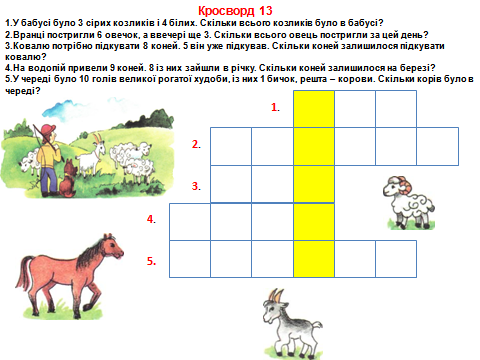 Кросворд 13
1.У бабусі було 3 сірих козликів і 4 білих. Скільки всього козликів було в бабусі?
2.Вранці постригли 6 овечок, а ввечері ще 3. Скільки всього овець постригли за цей день?
3.Ковалю потрібно підкувати 8 коней. 5 він уже підкував. Скільки коней залишилося підкувати
ковалю?
4.На водопій привели 9 коней. 8 із них зайшли в річку. Скільки коней залишилося на березі?
5.У череді було 10 голів великої рогатої худоби, із них 1 бичок, решта – корови. Скільки корів було в
череді?
1.
2.
3.
4.
5.